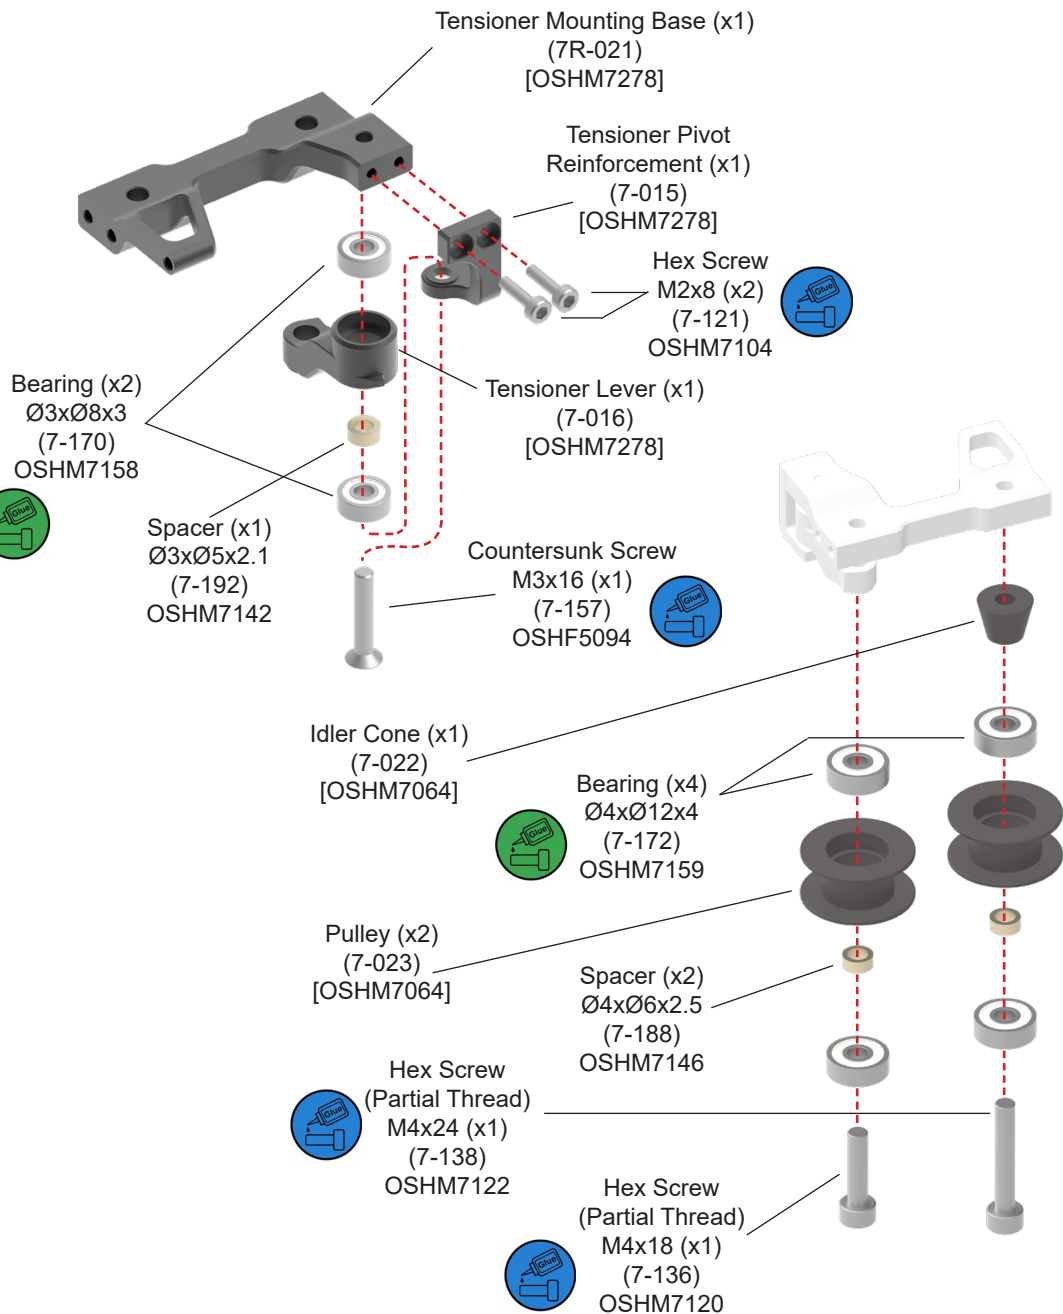 Tensioner Mounting Base (x1)
(7R-021)
[OSHM7278]
Tensioner Pivot
Reinforcement (x1)
(7-015)
[OSHM7278]
Hex Screw
M2x8 (x2)
(7-121)
OSHM7104
Glue
Bearing (x2)
Ø3xØ8x3
(7-170)
OSHM7158
Glue
Tensioner Lever (x1)
(7-016)
[OSHM7278]
Spacer (x1)
Ø3xØ5x2.1
(7-192)
OSHM7142
Countersunk Screw
M3x16 (x1)
(7-157)
OSHF5094
Glue
Idler Cone (x1)
(7-022)
[OSHM7064]
Bearing (x4)
Ø4xØ12x4
(7-172)
OSHM7159
Glue
Pulley (x2)
(7-023)
[OSHM7064]
Spacer (x2)
Ø4xØ6x2.5
(7-188)
OSHM7146
Hex Screw
(Partial Thread)
M4x24 (x1)
(7-138)
OSHM7122
Glue
Hex Screw
(Partial Thread)
M4x18 (x1)
(7-136)
OSHM7120
Glue